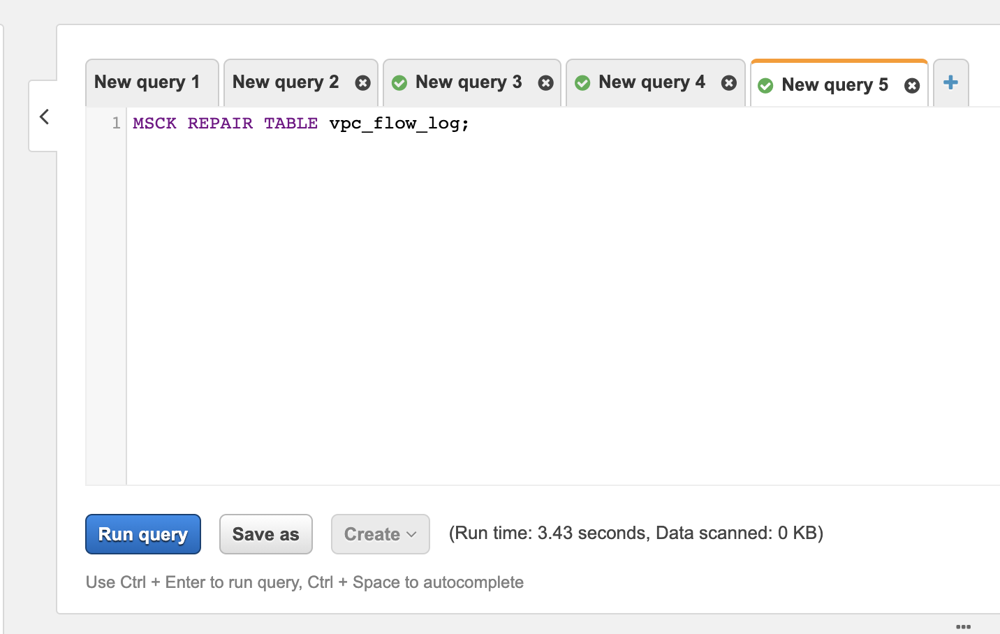 New query 1
New query 2
New query 3
New query 4
New query 5
+
1 MSCK REPAIR TABLE vpc_flow_log;
Run query
Save as
Create
(Run time: 3.43 seconds, Data scanned: 0 KB)
Use Ctrl + Enter to run query, Ctrl + Space to autocomplete